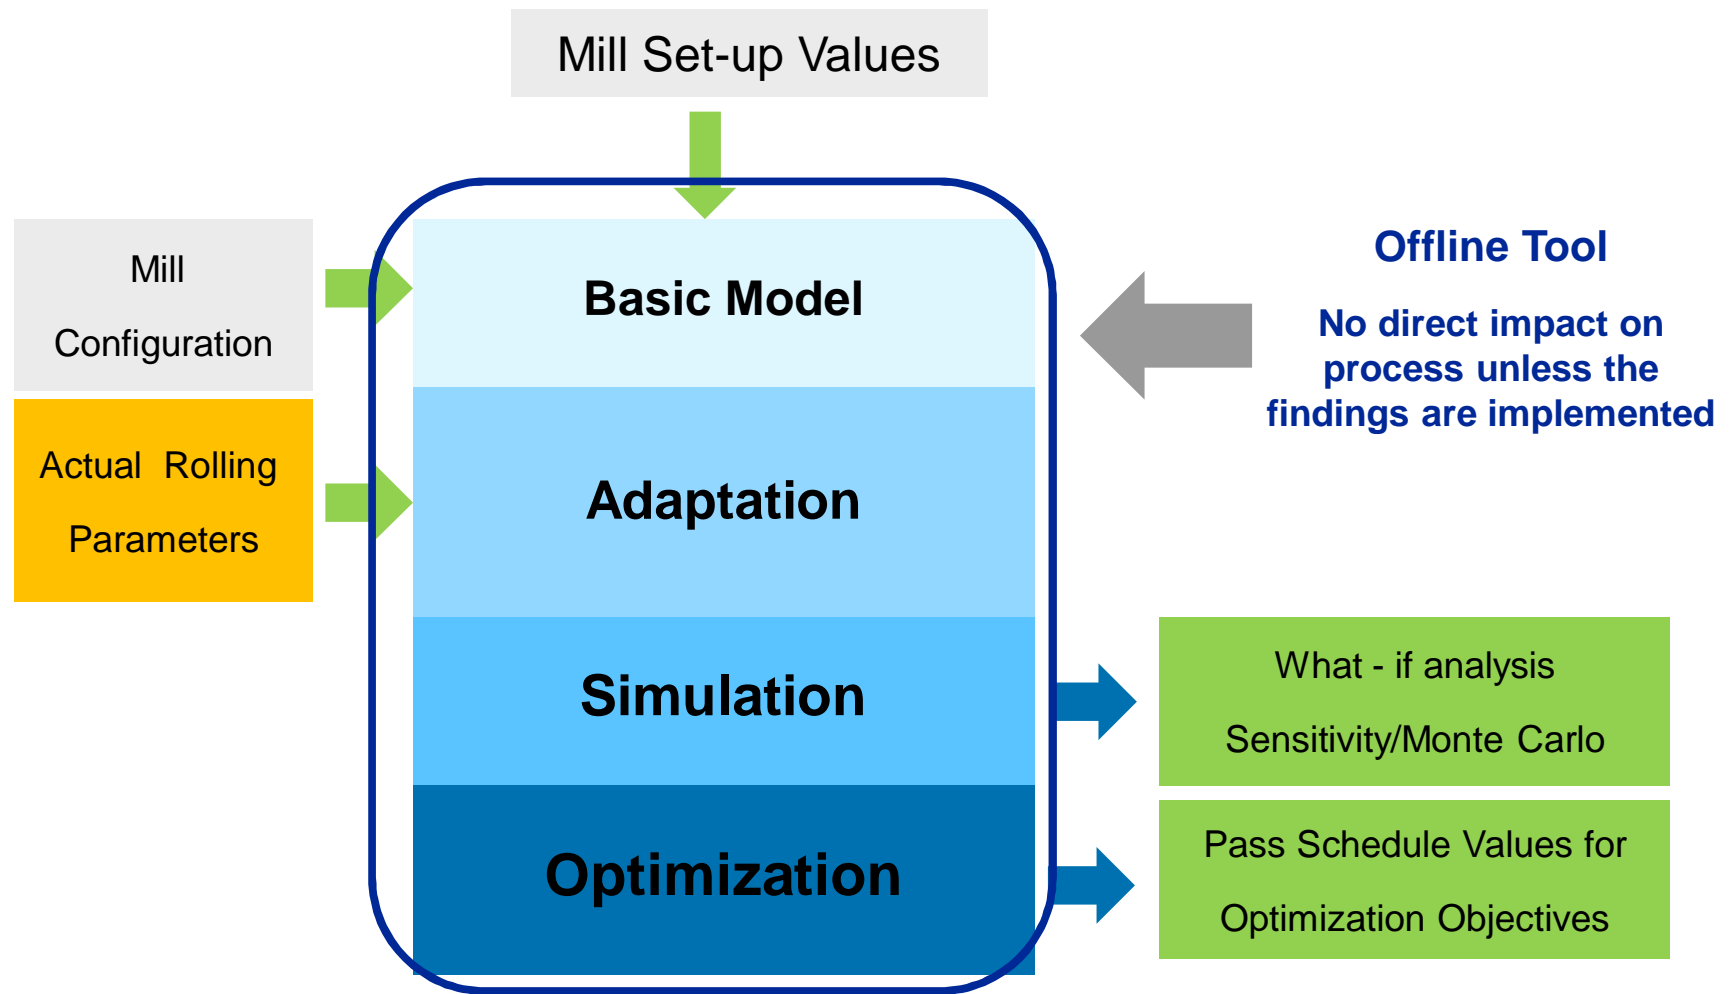 Mill Set-up Values
Mill
Configuration
Actual Rolling
Parameters
Basic Model
Adaptation
Simulation
Optimization
Offline Tool
No direct impact on
process unless the
findings are implemented
What - if analysis
Sensitivity/Monte Carlo
Pass Schedule Values for
Optimization Objectives